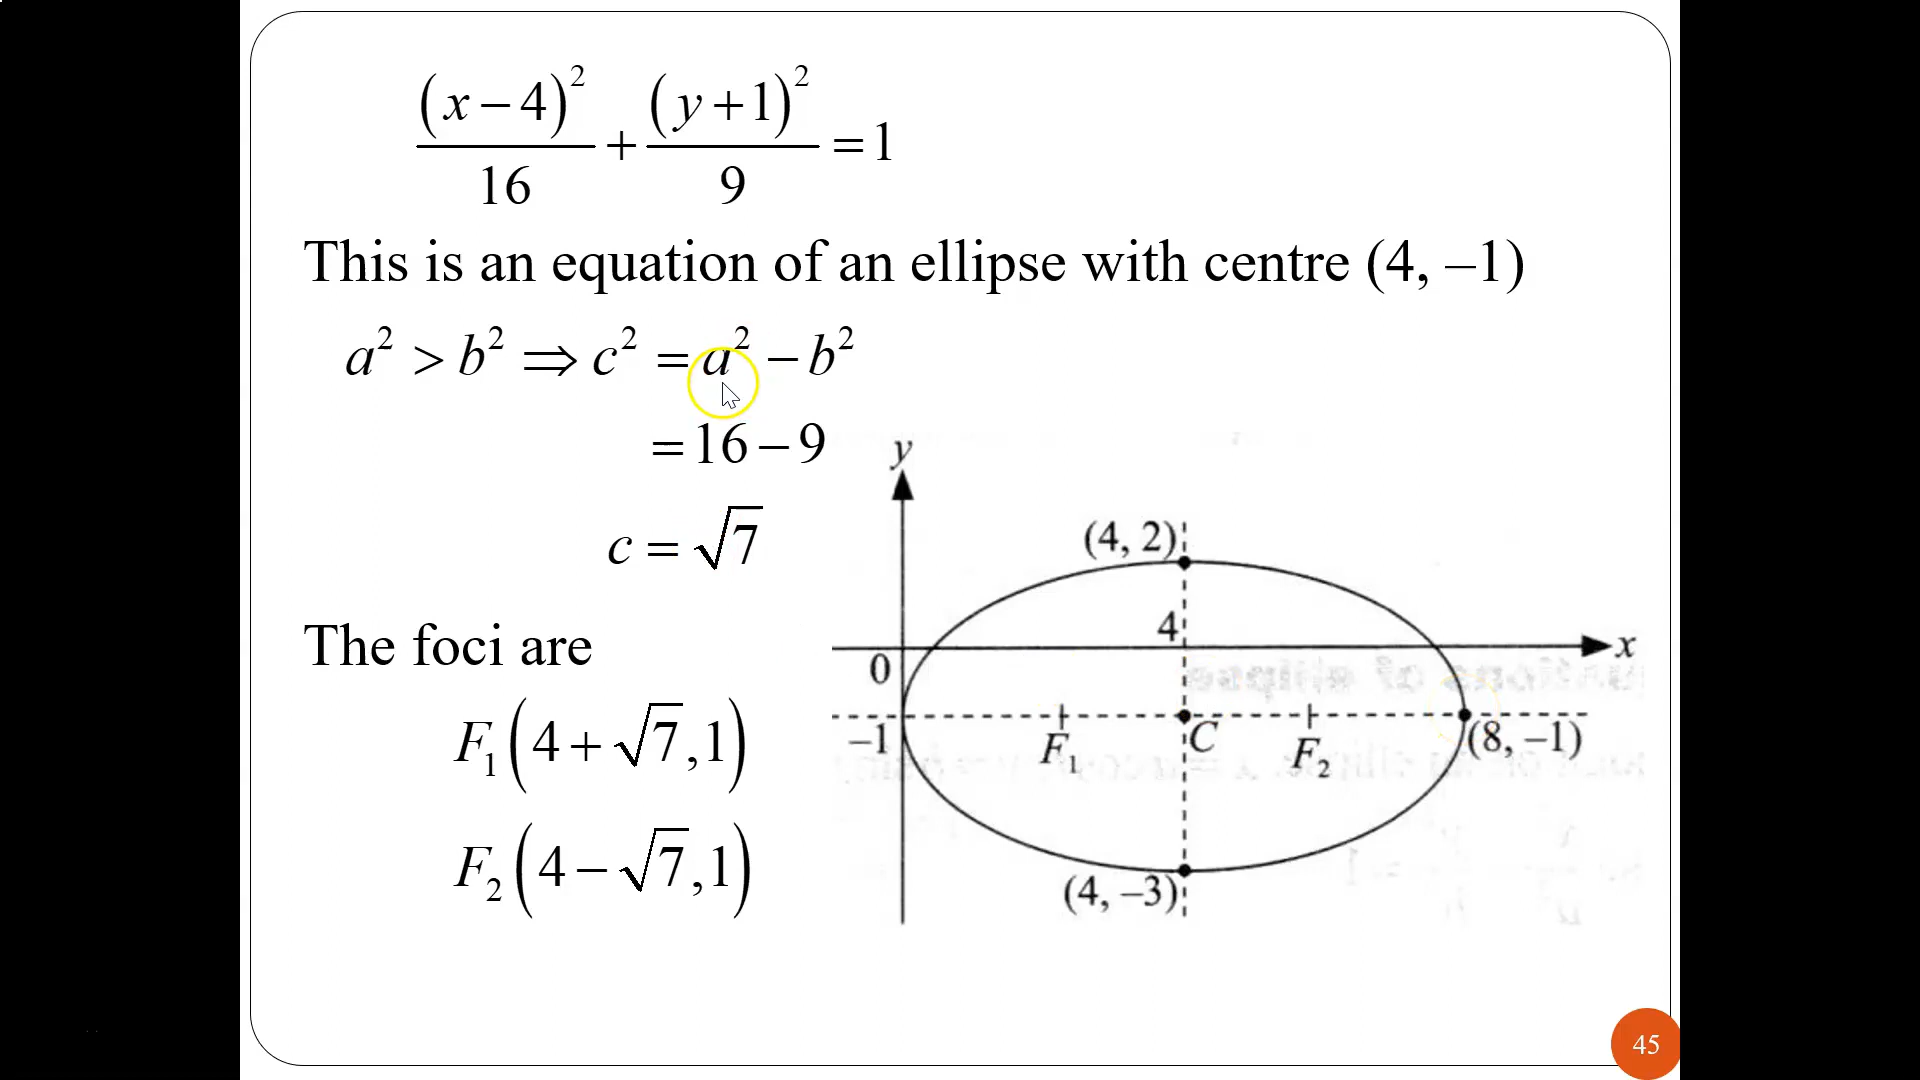 (x – 4)²/16 + (y + 1)²/9 = 1
This is an equation of an ellipse with centre (4, –1)
a² > b² ⇒ c² = a² – b²
= 16 – 9
c = √7
The foci are
F₁(4 + √7, 1)
F₂(4 – √7, 1)
y
(4, 2)
4
x
0
–1
F₁
C
F₂
(8, –1)
(4, –3)
45